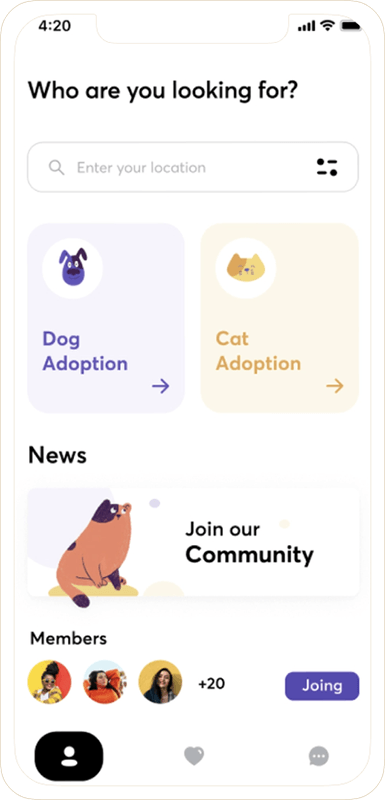 4:20
Who are you looking for?
Enter your location
Dog
Adoption
Cat
Adoption
News
Join our
Community
Members
+20
Joing